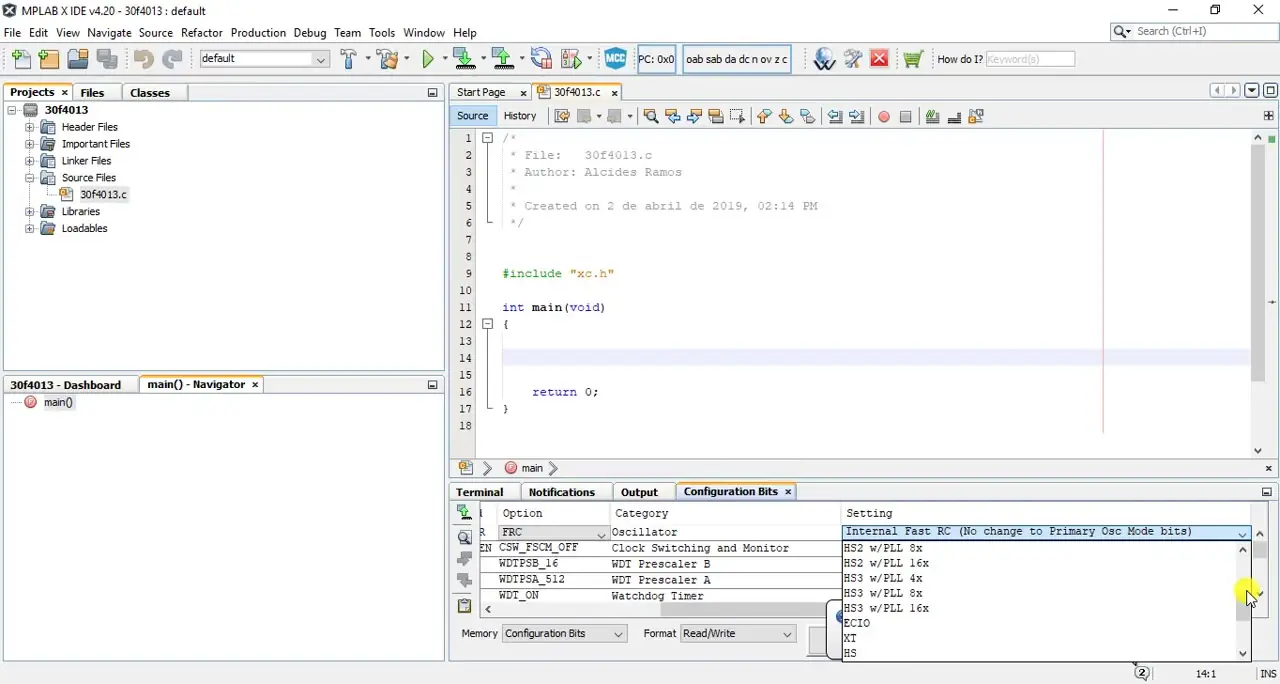 MPLAB X IDE v4.20 - 30f4013 : default
File Edit View Navigate Source Refactor Production Debug Team Tools Window Help
Search (Ctrl+I)
default
MCC
PC: 0x0
oab sab da dc n ov z c
How do I? Keyword(s)
Projects Files Classes
30f4013
Header Files
Important Files
Linker Files
Source Files
30f4013.c
Libraries
Loadables
30f4013 - Dashboard main() - Navigator
main()
Start Page 30f4013.c
Source History
1 /*
2 * File: 30f4013.c
3 * Author: Alcides Ramos
4 *
5 * Created on 2 de abril de 2019, 02:14 PM
6 */
7
8
9 #include "xc.h"
10
11 int main(void)
12 {
13
14
15
16 return 0;
17 }
18
main
Terminal Notifications Output Configuration Bits
Option Category Setting
R FRC Oscillator Internal Fast RC (No change to Primary Osc Mode bits)
EN CSW_FSCM_OFF Clock Switching and Monitor
WDTPSB_16 WDT Prescaler B
WDTPSA_512 WDT Prescaler A
WDT_ON Watchdog Timer
HS2 w/PLL 8x
HS2 w/PLL 16x
HS3 w/PLL 4x
HS3 w/PLL 8x
HS3 w/PLL 16x
ECIO
XT
HS
Memory Configuration Bits Format Read/Write
2 14:1 INS